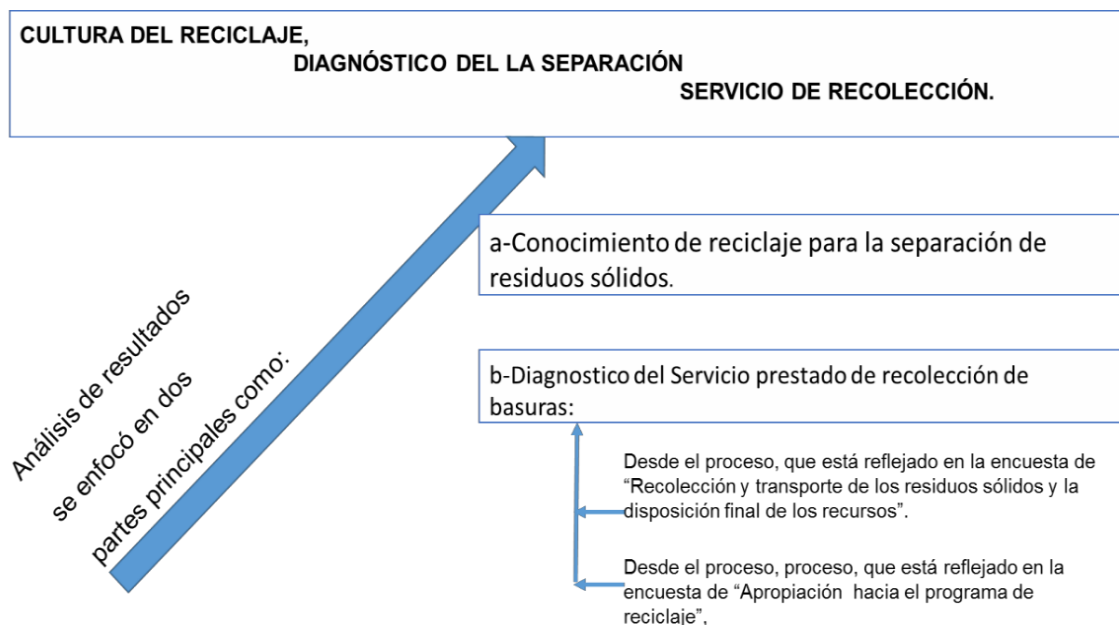 CULTURA DEL RECICLAJE,
DIAGNÓSTICO DEL LA SEPARACIÓN
SERVICIO DE RECOLECCIÓN.
Análisis de resultados
se enfocó en dos
partes principales como:
a-Conocimiento de reciclaje para la separación de
residuos sólidos.
b-Diagnostico del Servicio prestado de recolección de
basuras:
Desde el proceso, que está reflejado en la encuesta de
“Recolección y transporte de los residuos sólidos y la
disposición final de los recursos”.
Desde el proceso, proceso, que está reflejado en la
encuesta de “Apropiación hacia el programa de
reciclaje”,